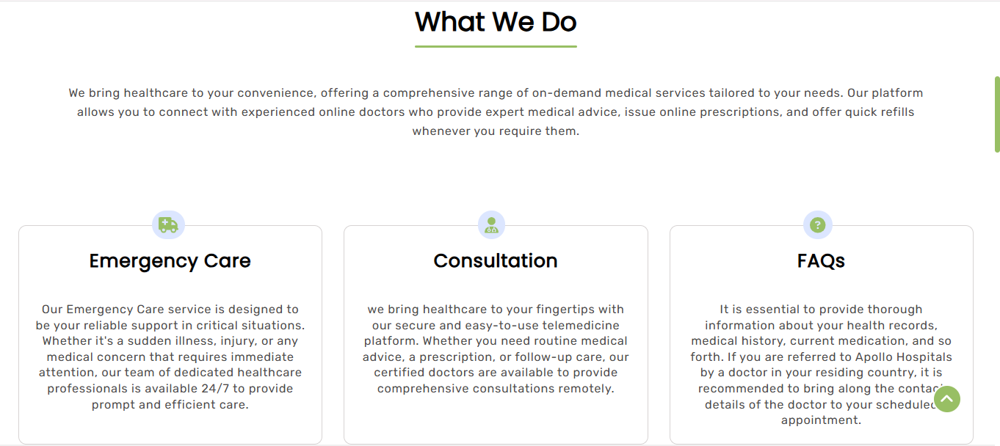 What We Do
We bring healthcare to your convenience, offering a comprehensive range of on-demand medical services tailored to your needs. Our platform
allows you to connect with experienced online doctors who provide expert medical advice, issue online prescriptions, and offer quick refills
whenever you require them.
Emergency Care
Our Emergency Care service is designed to
be your reliable support in critical situations.
Whether it's a sudden illness, injury, or any
medical concern that requires immediate
attention, our team of dedicated healthcare
professionals is available 24/7 to provide
prompt and efficient care.
Consultation
we bring healthcare to your fingertips with
our secure and easy-to-use telemedicine
platform. Whether you need routine medical
advice, a prescription, or follow-up care, our
certified doctors are available to provide
comprehensive consultations remotely.
FAQs
It is essential to provide thorough
information about your health records,
medical history, current medication, and so
forth. If you are referred to Apollo Hospitals
by a doctor in your residing country, it is
recommended to bring along the contact
details of the doctor to your scheduled
appointment.